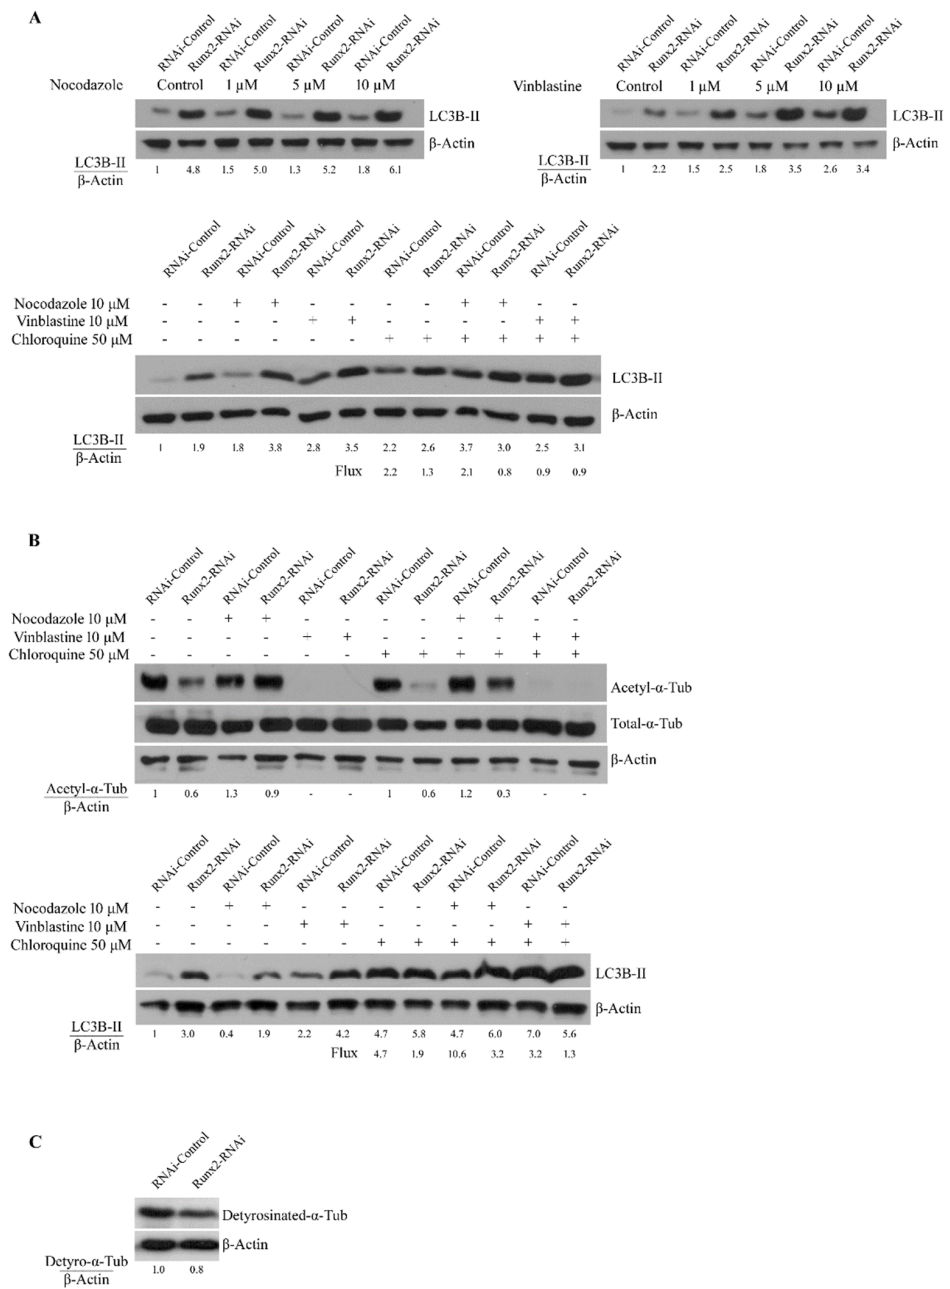 A
RNAi-Control Runx2-RNAi RNAi-Control Runx2-RNAi RNAi-Control Runx2-RNAi RNAi-Control Runx2-RNAi
Nocodazole Control 1 μM 5 μM 10 μM
LC3B-II
β-Actin
LC3B-II
β-Actin
1 4.8 1.5 5.0 1.3 5.2 1.8 6.1
RNAi-Control Runx2-RNAi RNAi-Control Runx2-RNAi RNAi-Control Runx2-RNAi RNAi-Control Runx2-RNAi
Vinblastine Control 1 μM 5 μM 10 μM
LC3B-II
β-Actin
LC3B-II
β-Actin
1 2.2 1.5 2.5 1.8 3.5 2.6 3.4
RNAi-Control Runx2-RNAi RNAi-Control Runx2-RNAi RNAi-Control Runx2-RNAi RNAi-Control Runx2-RNAi RNAi-Control Runx2-RNAi RNAi-Control Runx2-RNAi
Nocodazole 10 μM - - + + - - - - + + - -
Vinblastine 10 μM - - - - + + - - - - + +
Chloroquine 50 μM - - - - - - + + + + + +
LC3B-II
β-Actin
LC3B-II
β-Actin
1 1.9 1.8 3.8 2.8 3.5 2.2 2.6 3.7 3.0 2.5 3.1
Flux 2.2 1.3 2.1 0.8 0.9 0.9
B
RNAi-Control Runx2-RNAi RNAi-Control Runx2-RNAi RNAi-Control Runx2-RNAi RNAi-Control Runx2-RNAi RNAi-Control Runx2-RNAi RNAi-Control Runx2-RNAi
Nocodazole 10 μM - - + + - - - - + + - -
Vinblastine 10 μM - - - - + + - - - - + +
Chloroquine 50 μM - - - - - - + + + + + +
Acetyl-α-Tub
Total-α-Tub
β-Actin
Acetyl-α-Tub
β-Actin
1 0.6 1.3 0.9 - - 1 0.6 1.2 0.3 - -
RNAi-Control Runx2-RNAi RNAi-Control Runx2-RNAi RNAi-Control Runx2-RNAi RNAi-Control Runx2-RNAi RNAi-Control Runx2-RNAi RNAi-Control Runx2-RNAi
Nocodazole 10 μM - - + + - - - - + + - -
Vinblastine 10 μM - - - - + + - - - - + +
Chloroquine 50 μM - - - - - - + + + + + +
LC3B-II
β-Actin
LC3B-II
β-Actin
1 3.0 0.4 1.9 2.2 4.2 4.7 5.8 4.7 6.0 7.0 5.6
Flux 4.7 1.9 10.6 3.2 3.2 1.3
C
RNAi-Control Runx2-RNAi
Detyrosinated-α-Tub
β-Actin
Detyro-α-Tub
β-Actin
1.0 0.8